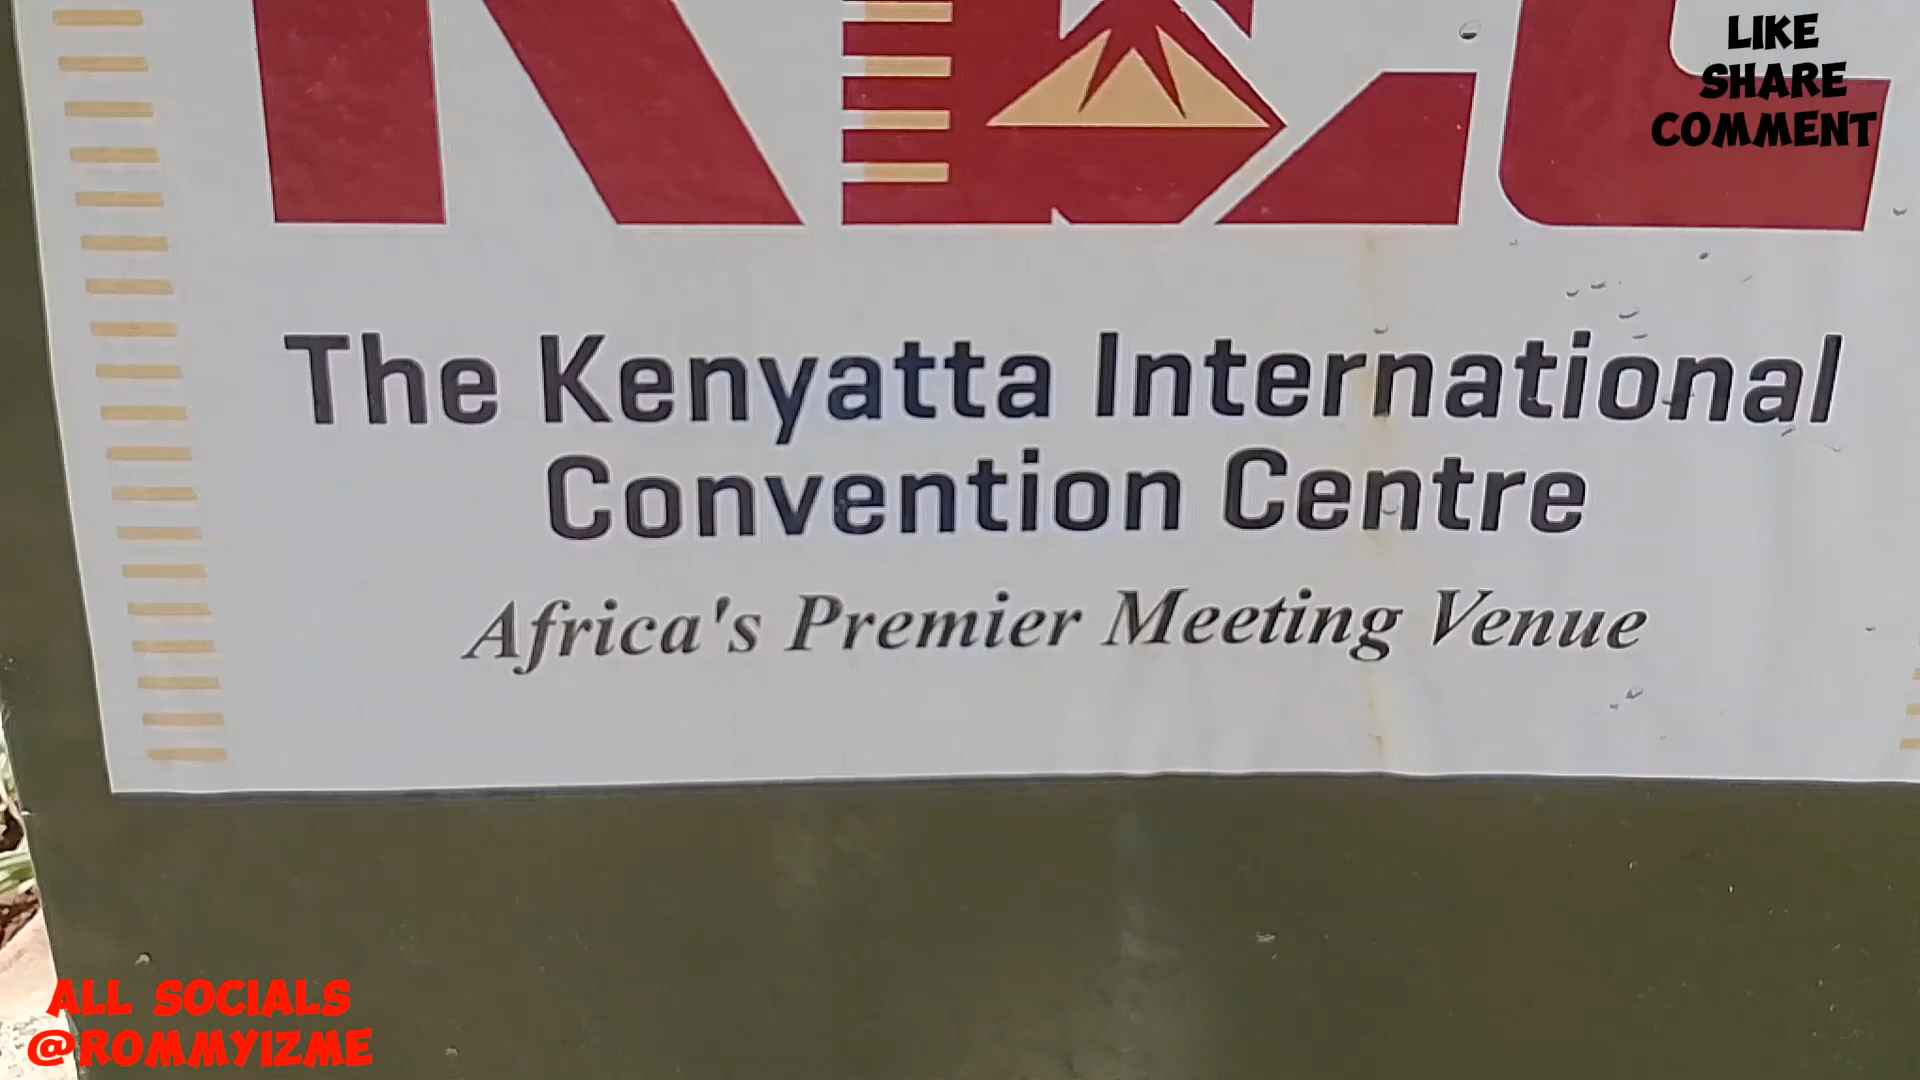 LIKE
SHARE
COMMENT
The Kenyatta International
Convention Centre
Africa's Premier Meeting Venue
ALL SOCIALS
@ROMMYIZME